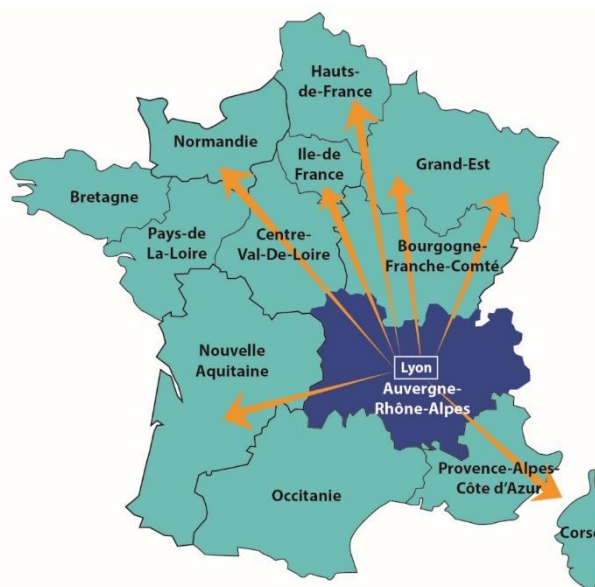 Hauts-
de-France
Normandie
Ile-de
France
Grand-Est
Bretagne
Pays-de
La-Loire
Centre-
Val-De-Loire
Bourgogne-
Franche-Comté
Nouvelle
Aquitaine
Lyon
Auvergne-
Rhône-Alpes
Provence-Alpes-
Côte d'Azur
Occitanie